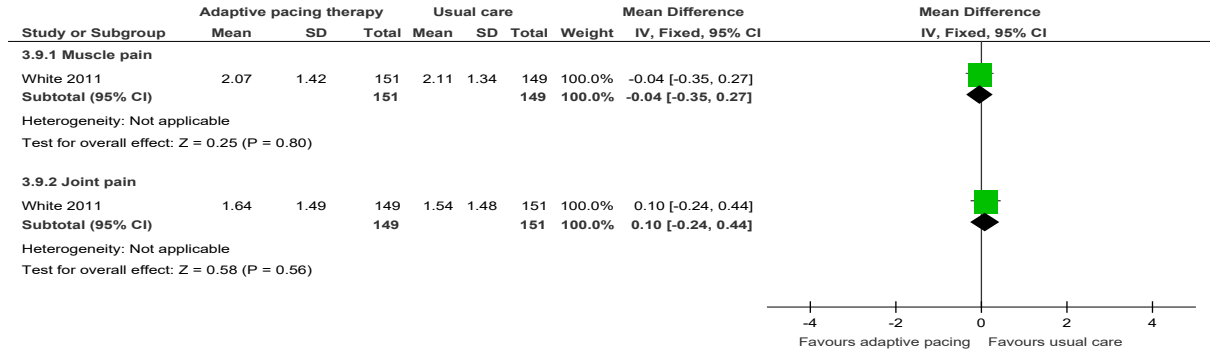 Adaptive pacing therapy Usual care Mean Difference Mean Difference
Study or Subgroup Mean SD Total Mean SD Total Weight IV, Fixed, 95% CI IV, Fixed, 95% CI
3.9.1 Muscle pain
White 2011 2.07 1.42 151 2.11 1.34 149 100.0% -0.04 [-0.35, 0.27]
Subtotal (95% CI) 151 149 100.0% -0.04 [-0.35, 0.27]
Heterogeneity: Not applicable
Test for overall effect: Z = 0.25 (P = 0.80)
3.9.2 Joint pain
White 2011 1.64 1.49 149 1.54 1.48 151 100.0% 0.10 [-0.24, 0.44]
Subtotal (95% CI) 149 151 100.0% 0.10 [-0.24, 0.44]
Heterogeneity: Not applicable
Test for overall effect: Z = 0.58 (P = 0.56)
-4 -2 0 2 4
Favours adaptive pacing Favours usual care